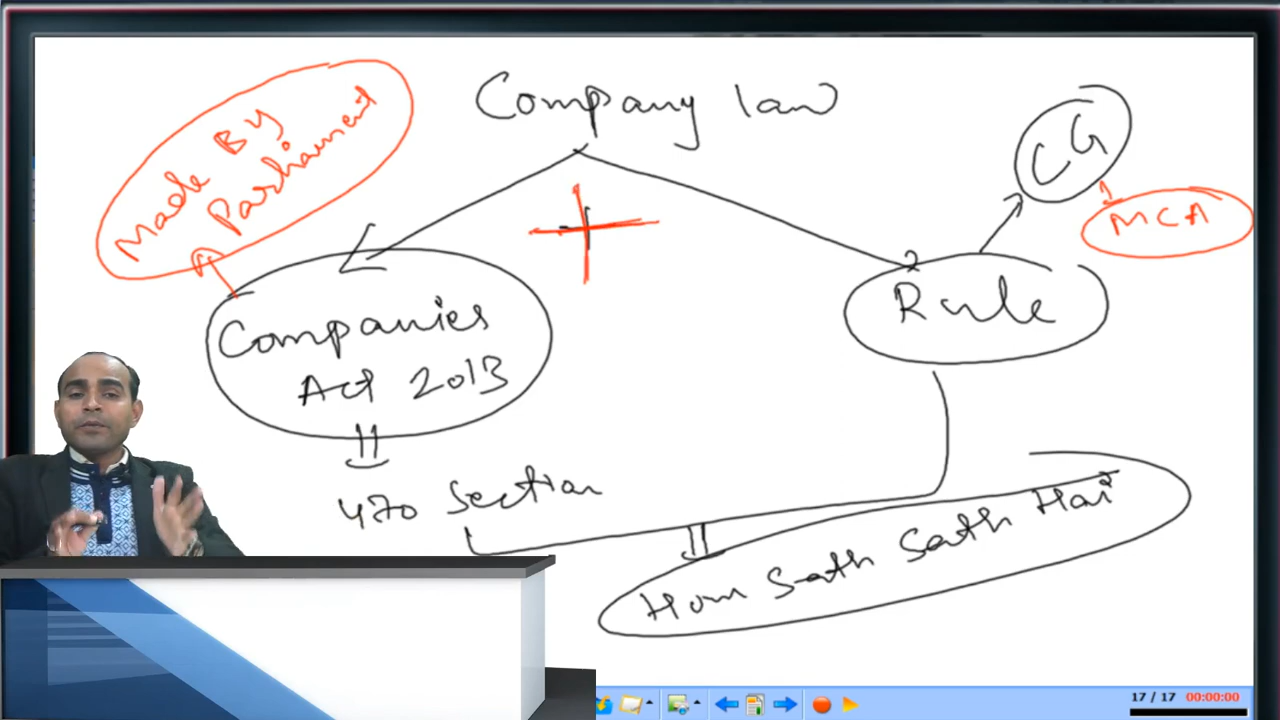 Company law
Made By
Parliament
CG
MCA
Companies
Act 2013
Rule
470 Section
Hum Sath Sath Hai
17 / 17 00:00:00